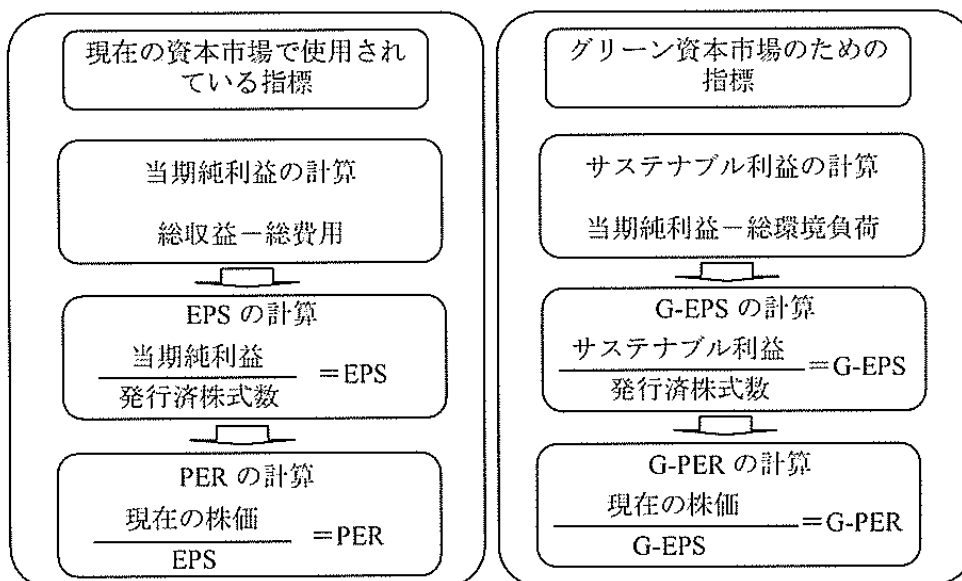 現在の資本市場で使用され
ている指標
当期純利益の計算
総収益－総費用
EPS の計算
当期純利益
発行済株式数
＝EPS
PER の計算
現在の株価
EPS
＝PER
グリーン資本市場のための
指標
サステナブル利益の計算
当期純利益－総環境負荷
G-EPS の計算
サステナブル利益
発行済株式数
＝G-EPS
G-PER の計算
現在の株価
G-EPS
＝G-PER